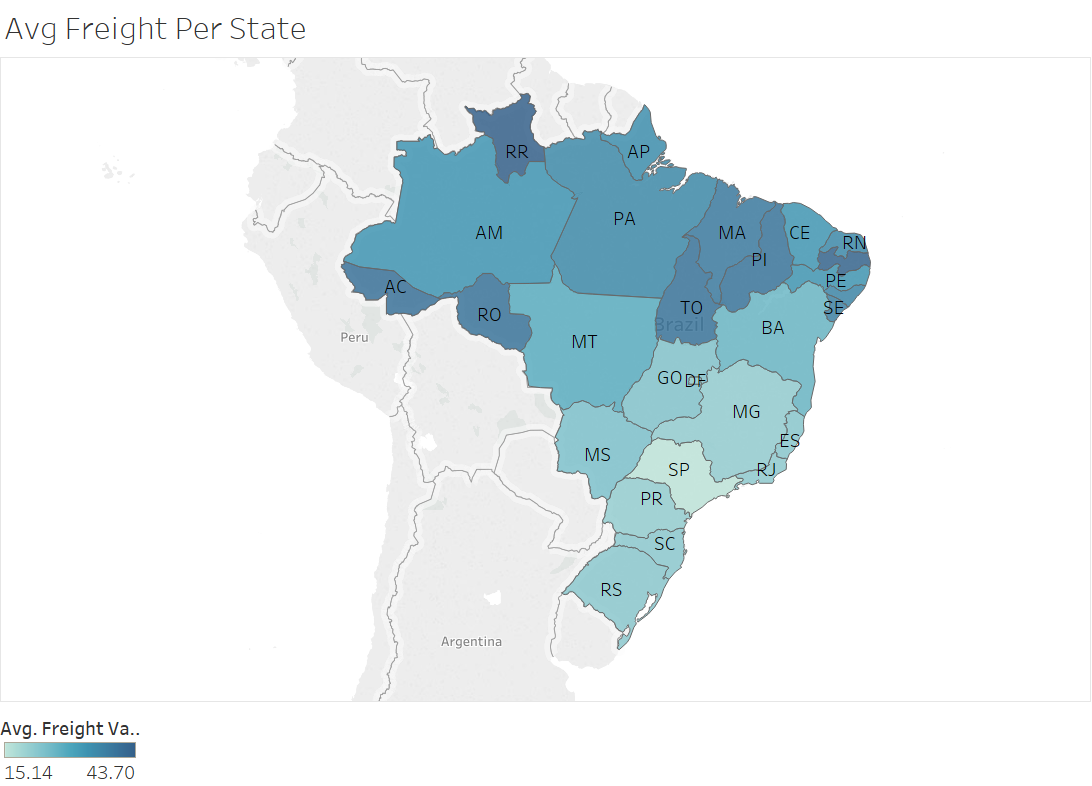 Avg Freight Per State
RR
AP
PA
AM
MA
CE
RN
PI
PE
AC
TO
SE
RO
Brazil
BA
Peru
MT
GO
DF
MG
ES
MS
SP
RJ
PR
SC
RS
Argentina
Avg. Freight Va..
15.14 43.70